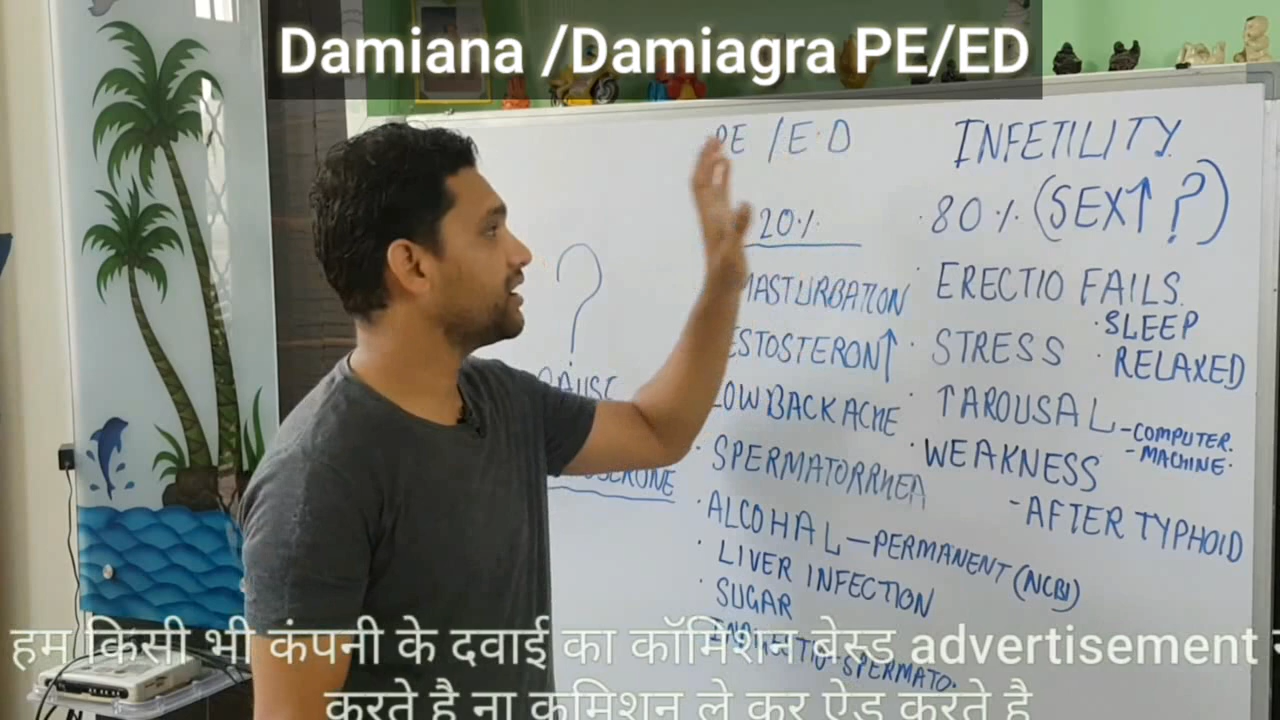 Damiana /Damiagra PE/ED
PE /E.D
20%
MASTURBATION
LOW BACK ACHE
SPERMATORRHEA
ALCOHAL – PERMANENT (NCBI)
LIVER INFECTION
SUGAR
INFETILITY
80% (SEX↑ ?)
ERECTIO FAILS
SLEEP
STRESS
RELAXED
↑AROUSAL
-COMPUTER
-MACHINE
WEAKNESS
- AFTER TYPHOID
?
हम किसी भी कंपनी के दवाई का कॉमिशन बेस्ड advertisement
करते है ना कमिशन ले कर ऐड करते है